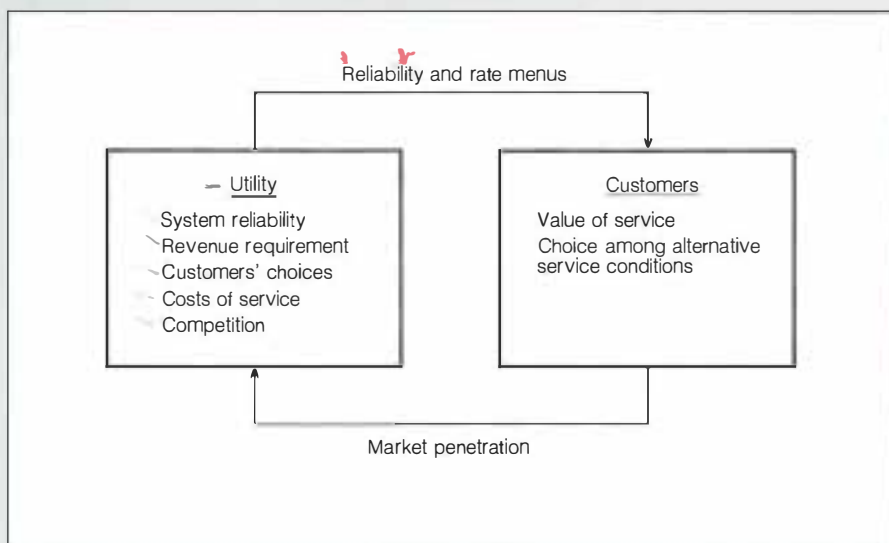 Reliability and rate menus
Utility
System reliability
Revenue requirement
Customers’ choices
Costs of service
Competition
Customers
Value of service
Choice among alternative
service conditions
Market penetration